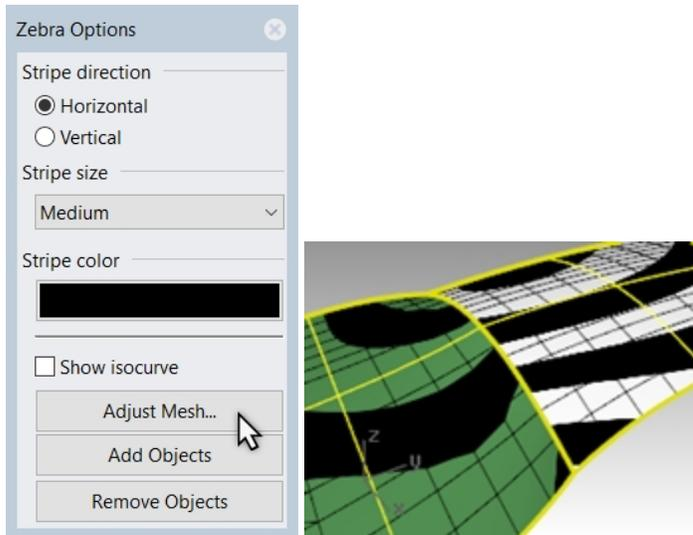 Zebra Options
Stripe direction
Horizontal
Vertical
Stripe size
Medium
Stripe color
Show isocurve
Adjust Mesh...
Add Objects
Remove Objects
z
y
x